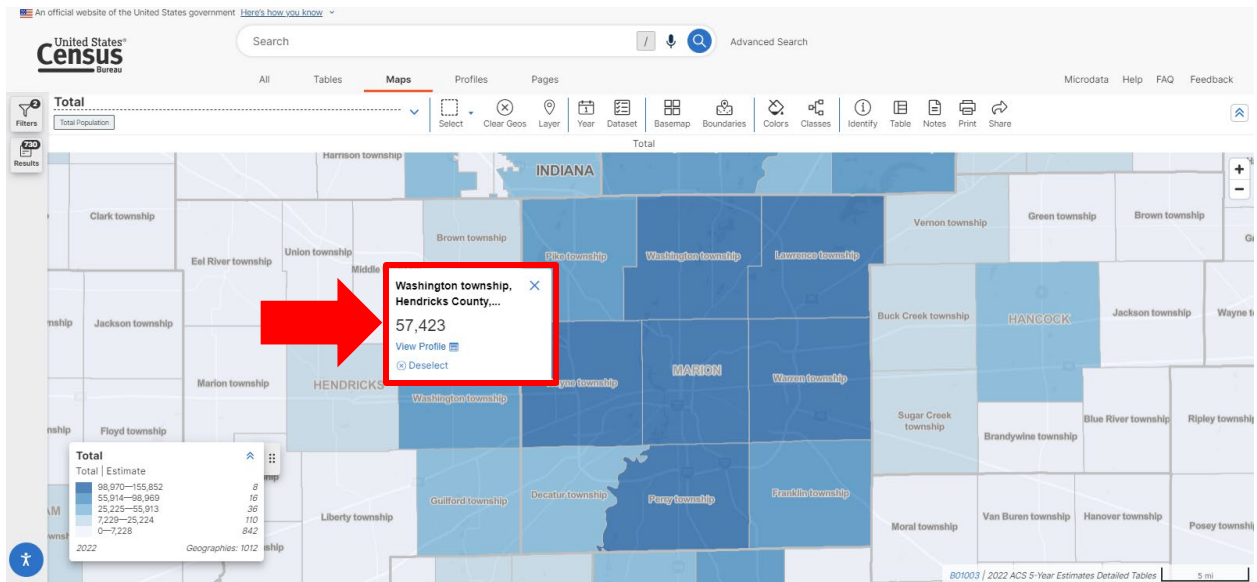 An official website of the United States government Here's how you know
United States®
Census
Bureau
Search
/
Advanced Search
All Tables Maps Profiles Pages
Microdata Help FAQ Feedback
2
Filters
Total
Total Population
Select Clear Geos Layer Year Dataset Basemap Boundaries Colors Classes Identify Table Notes Print Share
730
Results
Total
Harrison township
INDIANA
+
−
Clark township
Brown township
Vernon township
Green township
Brown township
Union township
Eel River township
Middle
Pike township
Washington township
Lawrence township
Washington township,
Hendricks County,...
57,423
View Profile
Deselect
nship
Jackson township
Buck Creek township
HANCOCK
Jackson township
Wayne t
Marion township
HENDRICKS
Washington township
yne township
MARION
Warren township
nship
Floyd township
Sugar Creek
township
Brandywine township
Blue River township
Ripley township
Total
Total | Estimate
98,970—155,852 8
55,914—98,969 16
25,225—55,913 36
7,229—25,224 110
0—7,228 842
2022 Geographies: 1012
Liberty township
Guilford township
Decatur township
Perry township
Franklin township
Moral township
Van Buren township
Hanover township
Posey township
ship
B01003 | 2022 ACS 5-Year Estimates Detailed Tables
5 mi